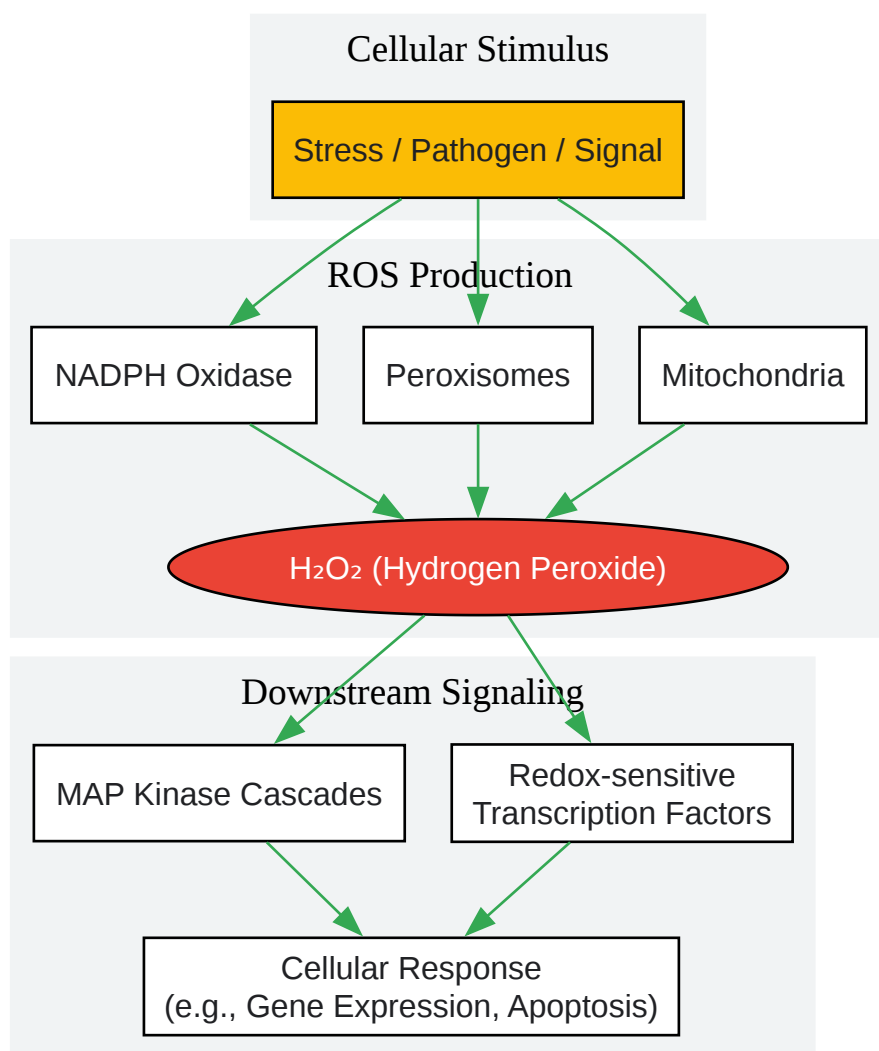 Cellular Stimulus
Stress / Pathogen / Signal
ROS Production
NADPH Oxidase
Peroxisomes
Mitochondria
H₂O₂ (Hydrogen Peroxide)
Downstream Signaling
MAP Kinase Cascades
Redox-sensitive
Transcription Factors
Cellular Response
(e.g., Gene Expression, Apoptosis)